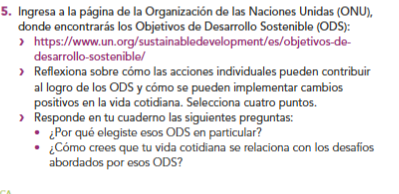 5. Ingresa a la página de la Organización de las Naciones Unidas (ONU),
donde encontrarás los Objetivos de Desarrollo Sostenible (ODS):
› https://www.un.org/sustainabledevelopment/es/objetivos-de-
desarrollo-sostenible/
› Reflexiona sobre cómo las acciones individuales pueden contribuir
al logro de los ODS y cómo se pueden implementar cambios
positivos en la vida cotidiana. Selecciona cuatro puntos.
› Responde en tu cuaderno las siguientes preguntas:
• ¿Por qué elegiste esos ODS en particular?
• ¿Cómo crees que tu vida cotidiana se relaciona con los desafíos
abordados por esos ODS?